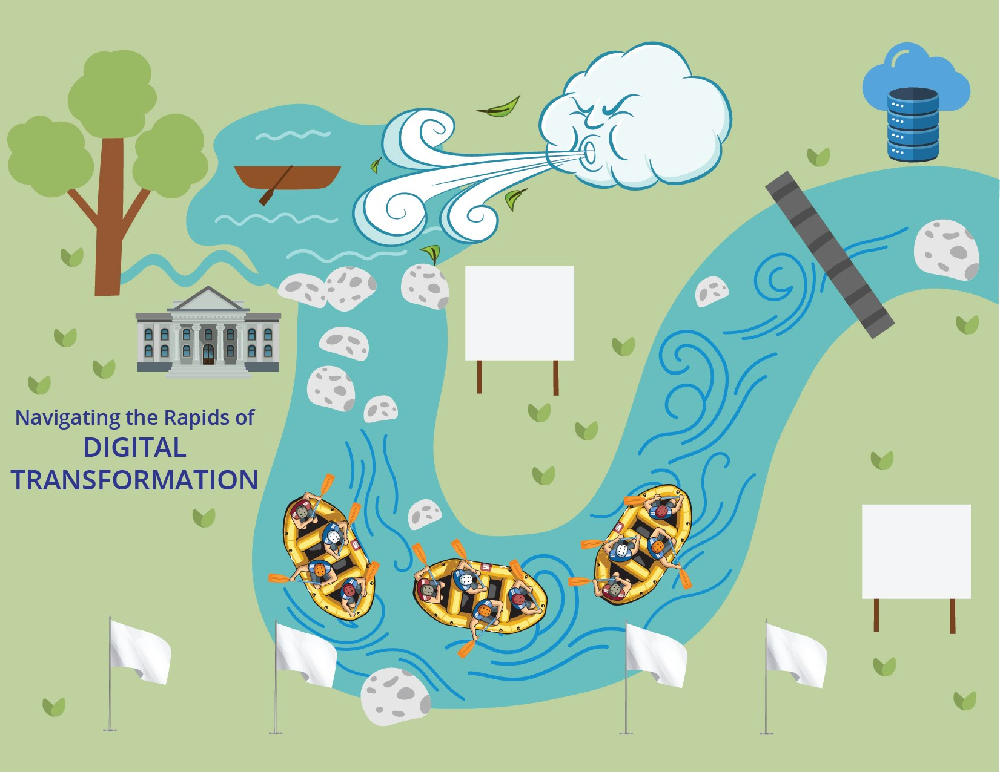 Navigating the Rapids of
DIGITAL
TRANSFORMATION